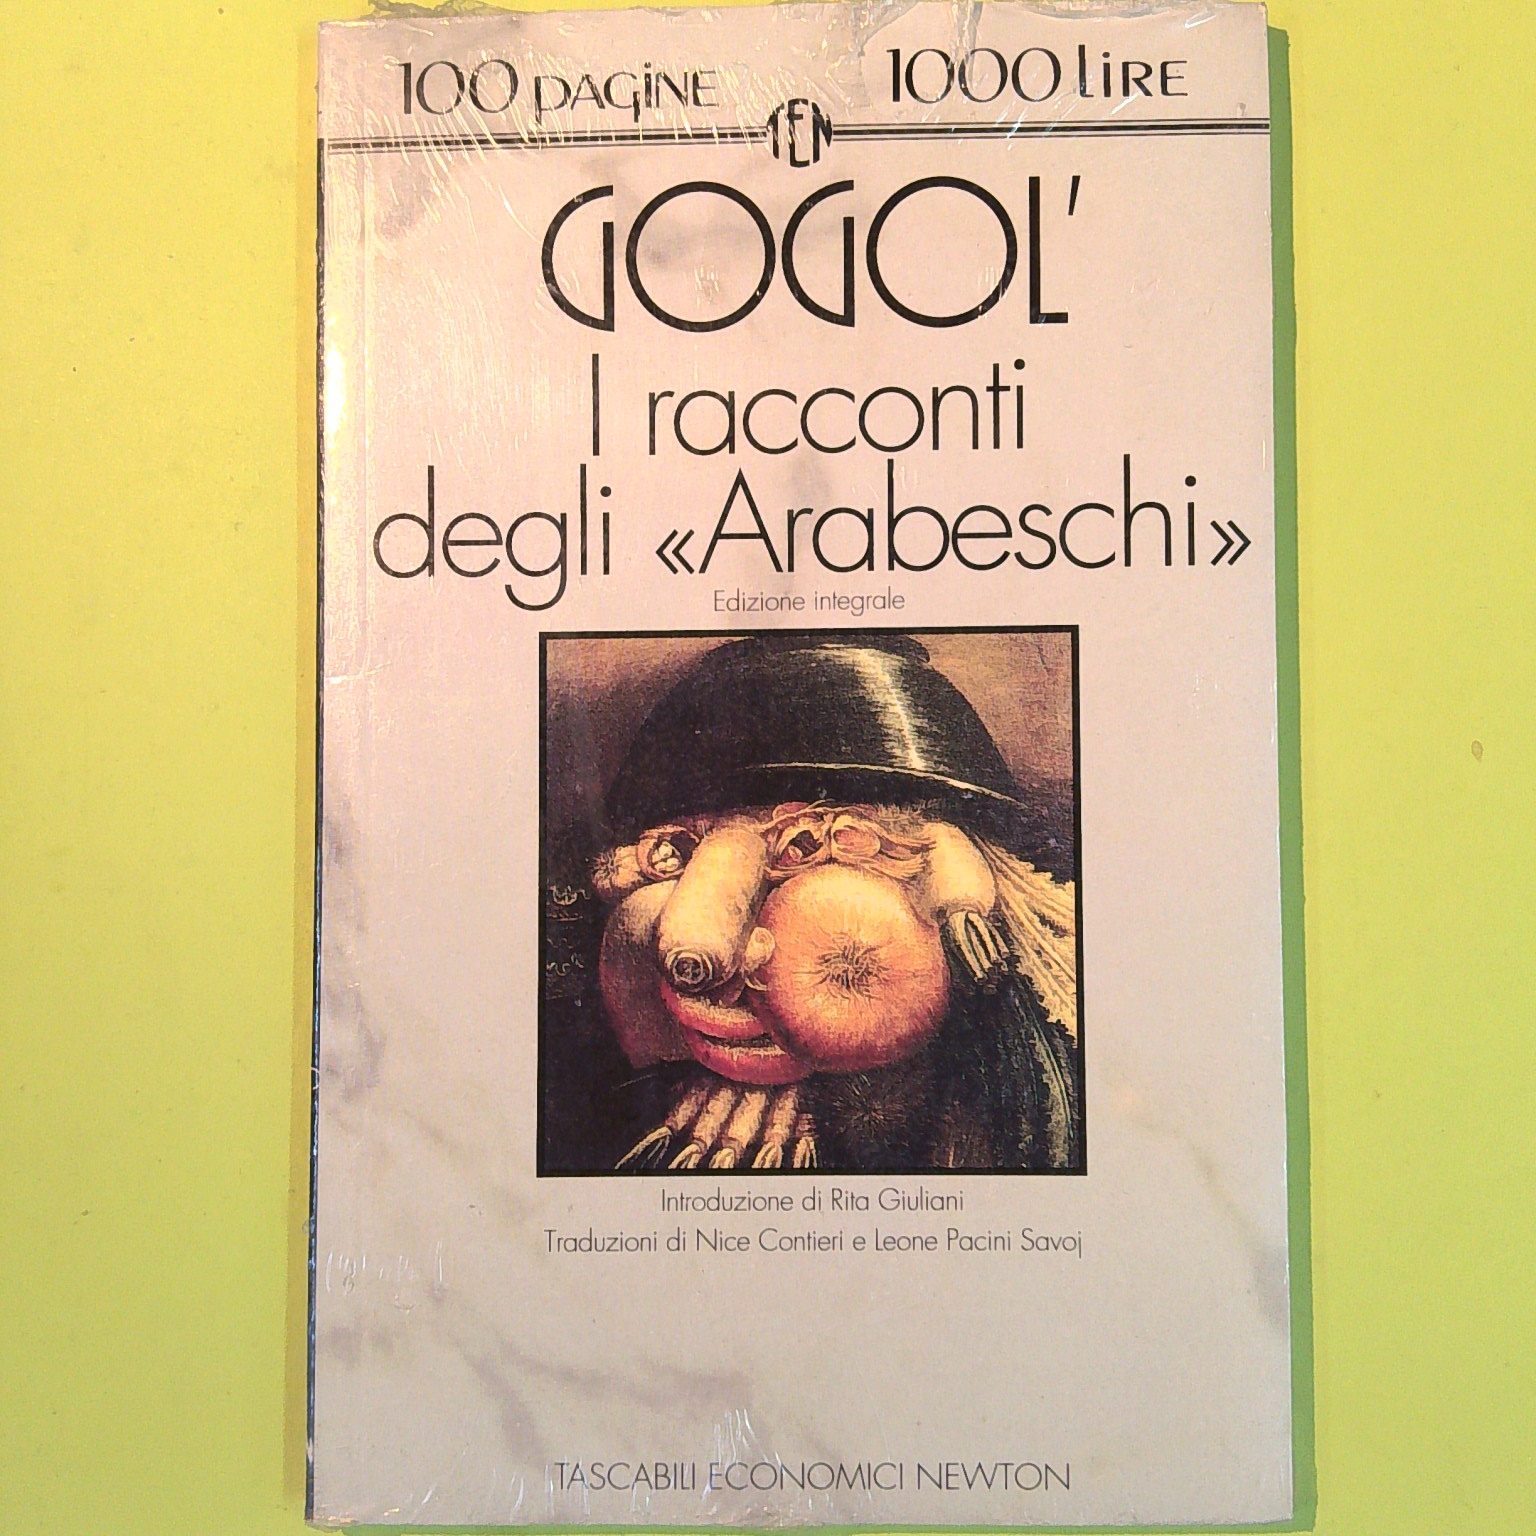 100 pagine 1000 lire
TEN
GOGOL'
I racconti
degli «Arabeschi»
Edizione integrale
Introduzione di Rita Giuliani
Traduzioni di Nice Contieri e Leone Pacini Savoj
TASCABILI ECONOMICI NEWTON